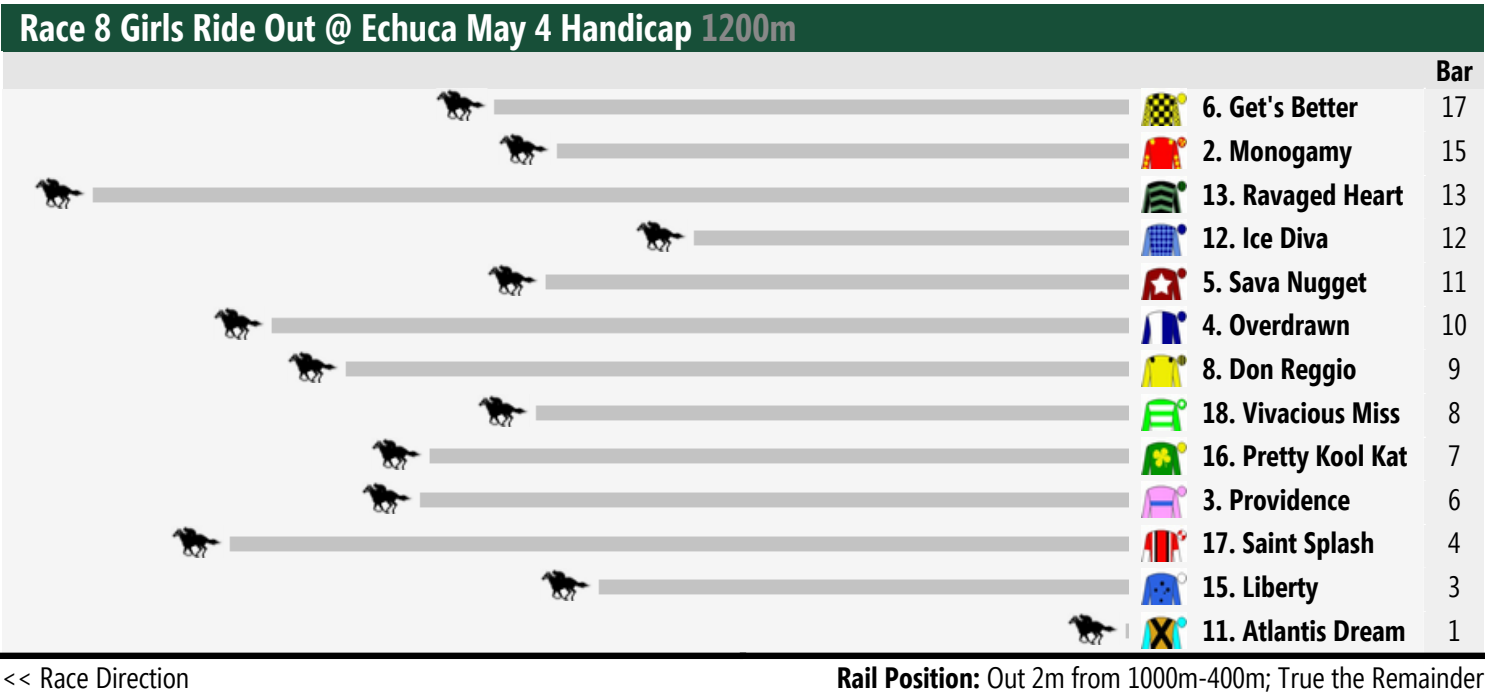 Race 8 Girls Ride Out @ Echuca May 4 Handicap 1200m
Bar
6. Get's Better 17
2. Monogamy 15
13. Ravaged Heart 13
12. Ice Diva 12
5. Sava Nugget 11
4. Overdrawn 10
8. Don Reggio 9
18. Vivacious Miss 8
16. Pretty Kool Kat 7
3. Providence 6
17. Saint Splash 4
15. Liberty 3
11. Atlantis Dream 1
<< Race Direction Rail Position: Out 2m from 1000m-400m; True the Remainder